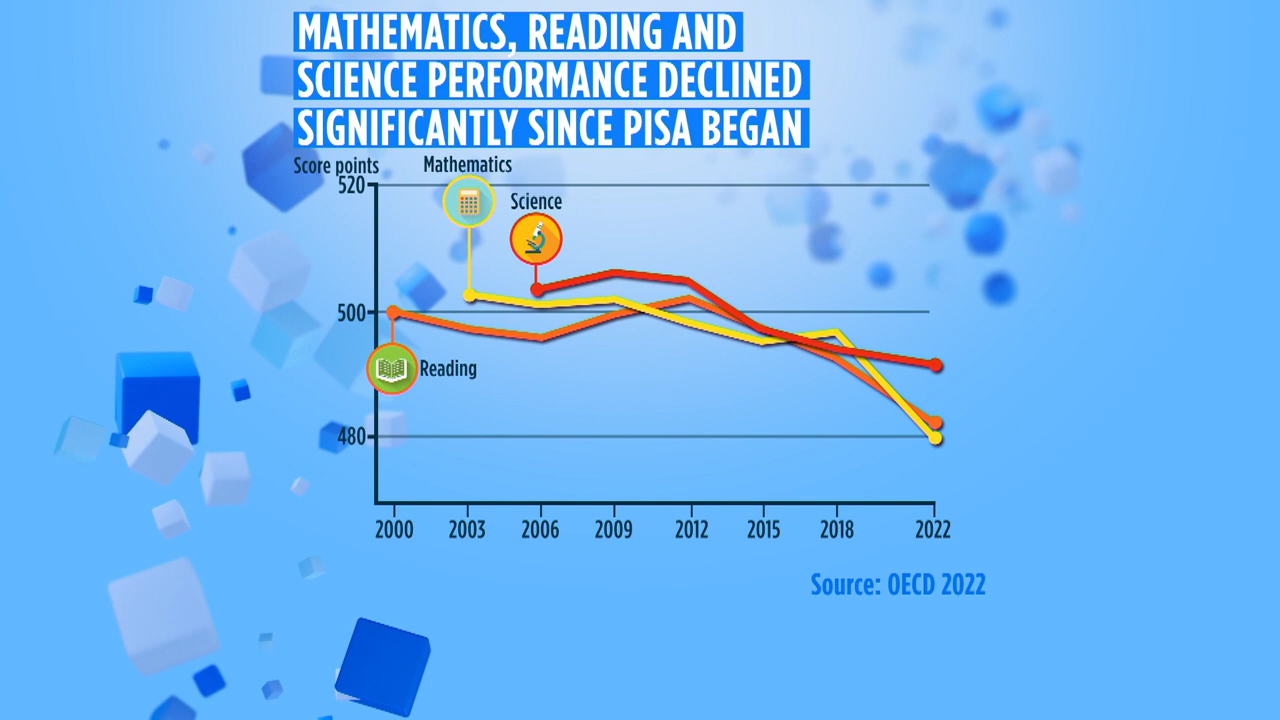 MATHEMATICS, READING AND
SCIENCE PERFORMANCE DECLINED
SIGNIFICANTLY SINCE PISA BEGAN
Score points
Mathematics
520
Science
500
Reading
480
2000 2003 2006 2009 2012 2015 2018 2022
Source: OECD 2022